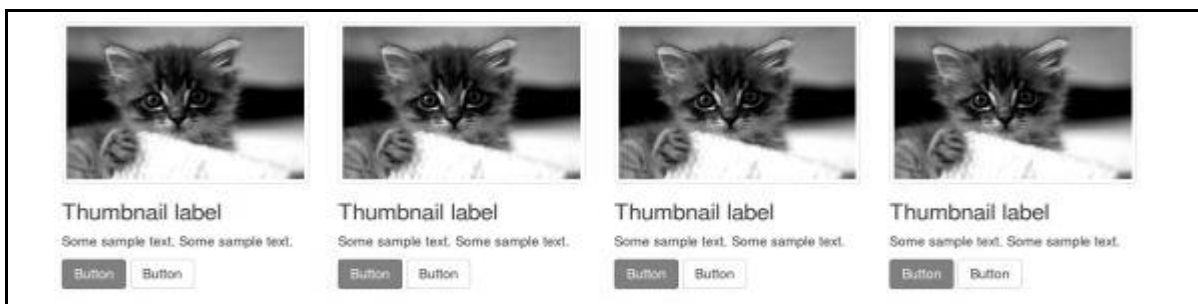 Thumbnail label Thumbnail label Thumbnail label Thumbnail label
Some sample text. Some sample text. Some sample text. Some sample text. Some sample text. Some sample text. Some sample text. Some sample text.
Button Button Button Button Button Button Button Button